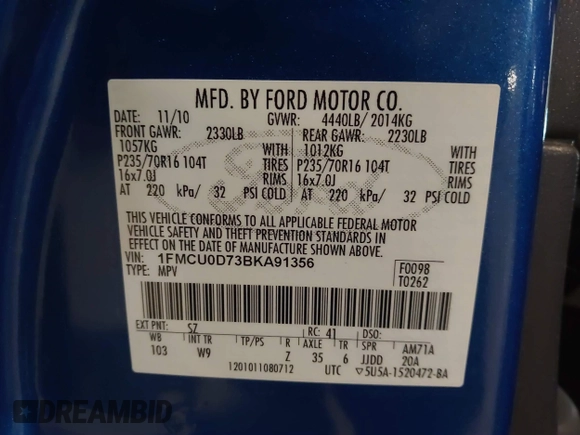 MFD. BY FORD MOTOR CO.
DATE: 11/10 GVWR: 4440LB/ 2014KG
FRONT GAWR: 2330LB REAR GAWR: 2230LB
1057KG WITH 1012KG WITH
P235/70R16 104T TIRES P235/70R16 104T TIRES
16x7.0J RIMS 16x7.0J RIMS
AT 220 kPa/ 32 PSI COLD AT 220 kPa/ 32 PSI COLD
THIS VEHICLE CONFORMS TO ALL APPLICABLE FEDERAL MOTOR
VEHICLE SAFETY AND THEFT PREVENTION STANDARDS IN
EFFECT ON THE DATE OF MANUFACTURE SHOWN ABOVE.
VIN: 1FMCU0D73BKA91356 F0098
TYPE: MPV T0262
EXT PNT: SZ RC: 41 DSO:
WB INT TR TP/PS R AXLE TR SPR AM71A
103 W9 Z 35 6 JJDD 20A
1201011080712 UTC ▽5U5A-1520472-BA
DREAMBID